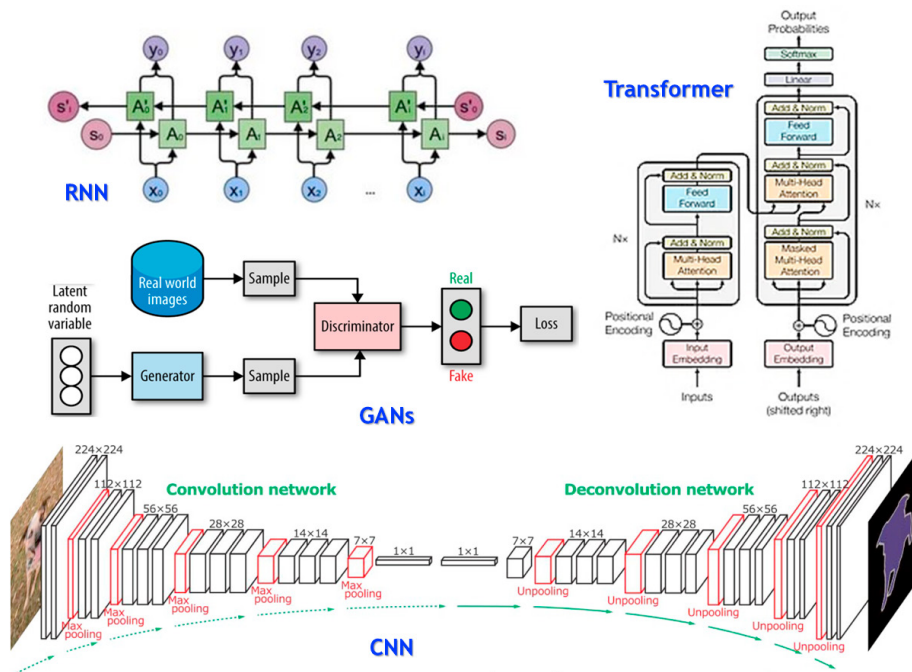 y₀ y₁ y₂ yᵢ
s'ᵢ A'₀ A'₁ A'₂ A'ᵢ s'₀
s₀ A₀ A₁ A₂ Aᵢ sᵢ
x₀ x₁ x₂ ... xᵢ
RNN
Transformer
Output
Probabilities
Softmax
Linear
Add & Norm
Feed
Forward
Add & Norm
Multi-Head
Attention
Add & Norm
Masked
Multi-Head
Attention
N×
Add & Norm
Feed
Forward
N×
Add & Norm
Multi-Head
Attention
Positional
Encoding
Positional
Encoding
Input
Embedding
Output
Embedding
Inputs
Outputs
(shifted right)
Latent
random
variable
Real world
images
Sample
Generator
Sample
Discriminator
Real
Fake
Loss
GANs
Convolution network
Deconvolution network
224×224
112×112
56×56
28×28
14×14
7×7
1×1
1×1
7×7
14×14
28×28
56×56
112×112
224×224
Max
pooling
Max
pooling
Max
pooling
Max
pooling
Max
pooling
Unpooling
Unpooling
Unpooling
Unpooling
Unpooling
CNN